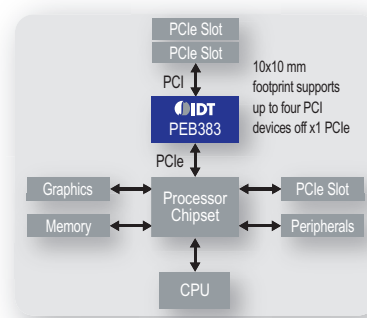 PCIe Slot
PCIe Slot
PCI
10x10 mm
footprint supports
up to four PCI
devices off x1 PCIe
IDT
PEB383
PCIe
Graphics
Processor
Chipset
PCIe Slot
Memory
Peripherals
CPU